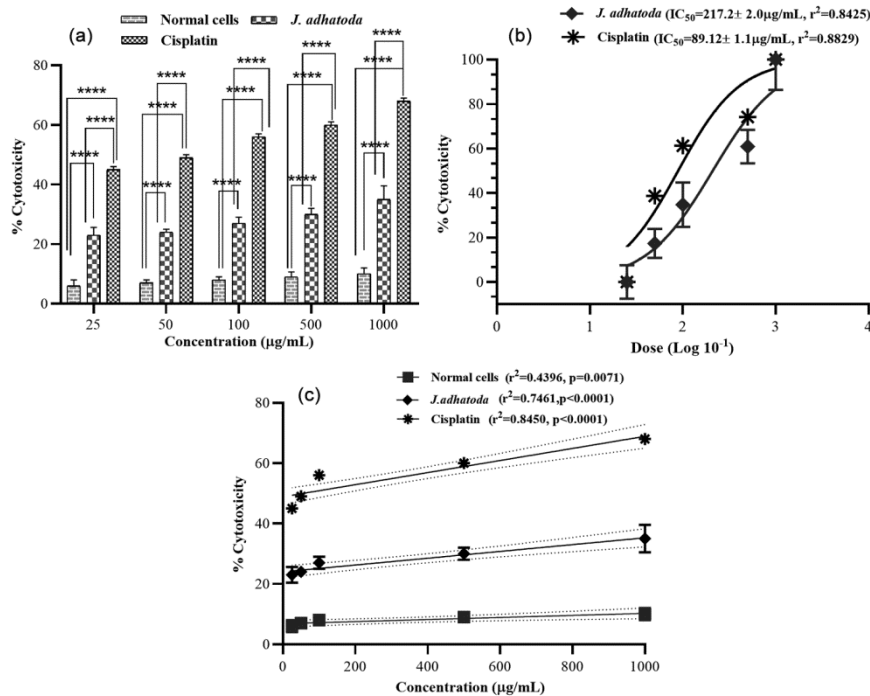 (a)
Normal cells
J. adhatoda
Cisplatin
% Cytotoxicity
80
60
40
20
0
**** **** **** **** ****
**** **** **** **** ****
**** **** **** **** ****
25 50 100 500 1000
Concentration (μg/mL)
(b)
J. adhatoda (IC50=217.2± 2.0μg/mL, r²=0.8425)
Cisplatin (IC50=89.12± 1.1μg/mL, r²=0.8829)
% Cytotoxicity
100
80
60
40
20
0
0 1 2 3 4
Dose (Log 10⁻¹)
(c)
Normal cells (r²=0.4396, p=0.0071)
J.adhatoda (r²=0.7461,p<0.0001)
Cisplatin (r²=0.8450, p<0.0001)
% Cytotoxicity
80
60
40
20
0
0 200 400 600 800 1000
Concentration (μg/mL)